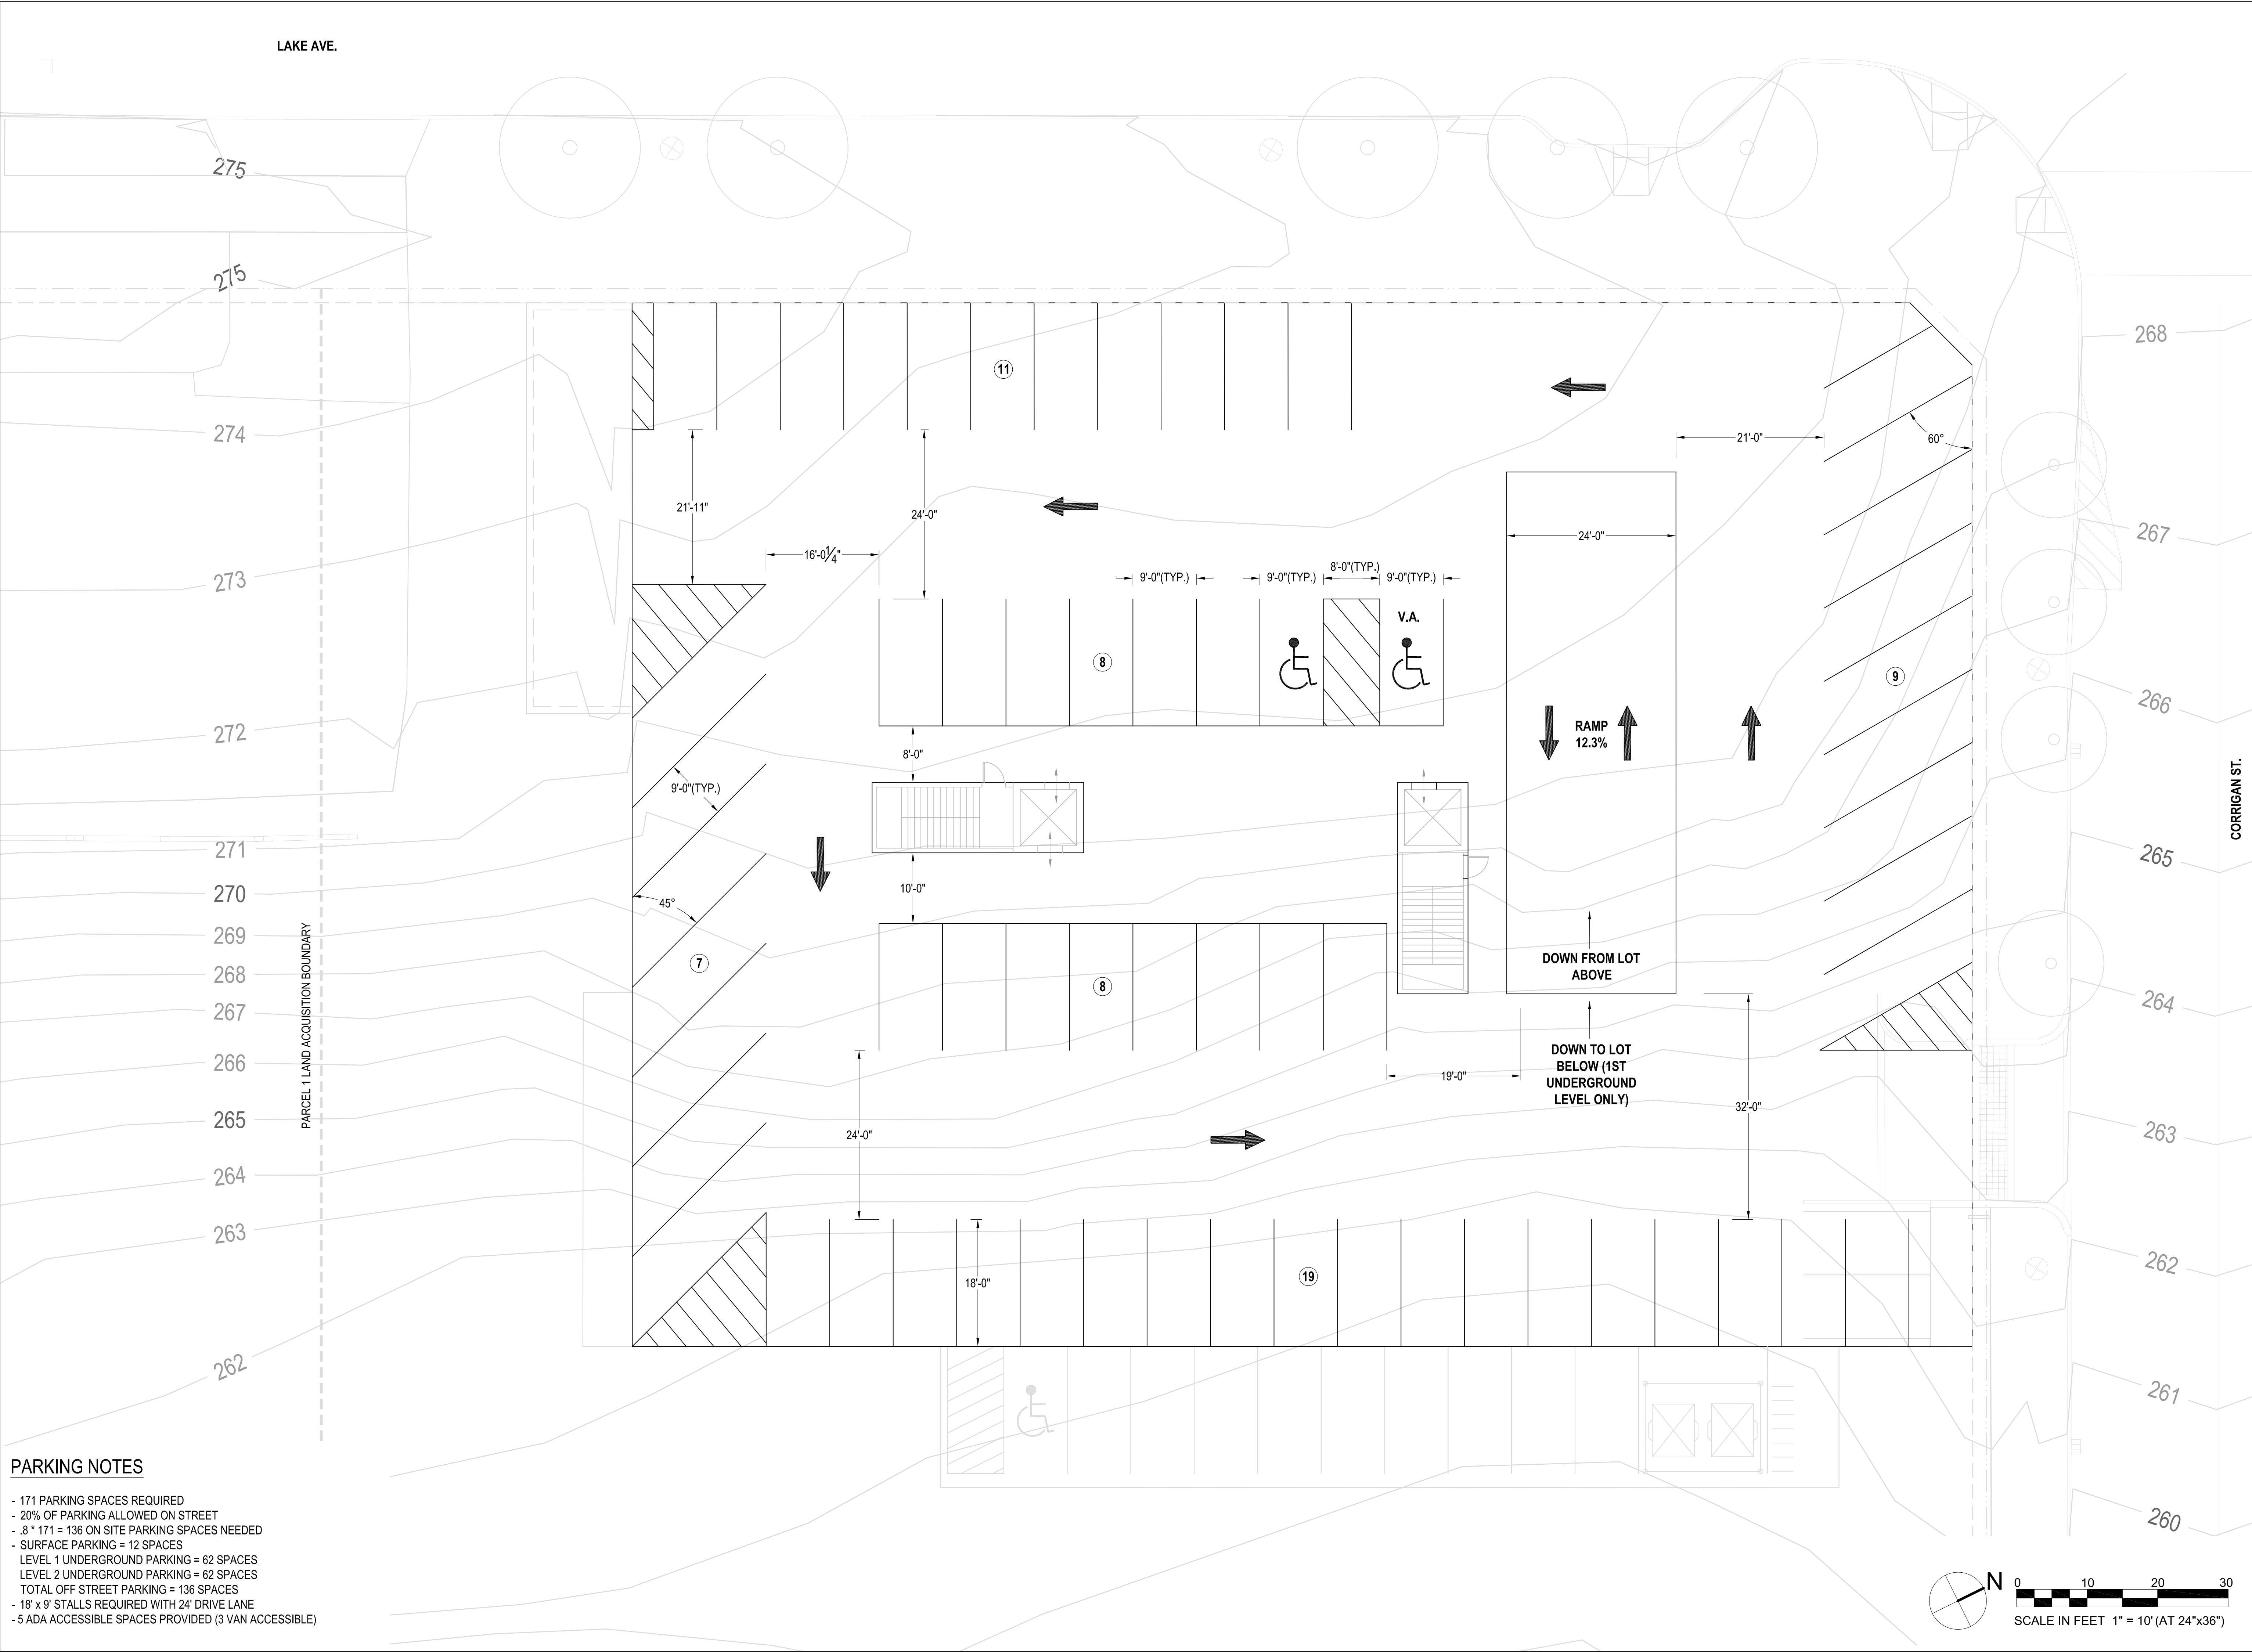 LAKE AVE.
275
275
274
273
272
271
270
269
268
267
266
265
264
263
262
PARCEL 1 LAND ACQUISITION BOUNDARY
268
267
266
265
264
263
262
261
260
CORRIGAN ST.
11
21'-0"
60°
21'-11"
24'-0"
16'-0 1/4"
24'-0"
9'-0"(TYP.)
9'-0"(TYP.)
8'-0"(TYP.)
9'-0"(TYP.)
V.A.
8
9
RAMP
12.3%
8'-0"
9'-0"(TYP.)
10'-0"
45°
7
8
DOWN FROM LOT
ABOVE
DOWN TO LOT
BELOW (1ST
UNDERGROUND
LEVEL ONLY)
19'-0"
32'-0"
24'-0"
18'-0"
19
PARKING NOTES
- 171 PARKING SPACES REQUIRED
- 20% OF PARKING ALLOWED ON STREET
- .8 * 171 = 136 ON SITE PARKING SPACES NEEDED
- SURFACE PARKING = 12 SPACES
LEVEL 1 UNDERGROUND PARKING = 62 SPACES
LEVEL 2 UNDERGROUND PARKING = 62 SPACES
TOTAL OFF STREET PARKING = 136 SPACES
- 18' x 9' STALLS REQUIRED WITH 24' DRIVE LANE
- 5 ADA ACCESSIBLE SPACES PROVIDED (3 VAN ACCESSIBLE)
N
0 10 20 30
SCALE IN FEET 1" = 10' (AT 24"x36")